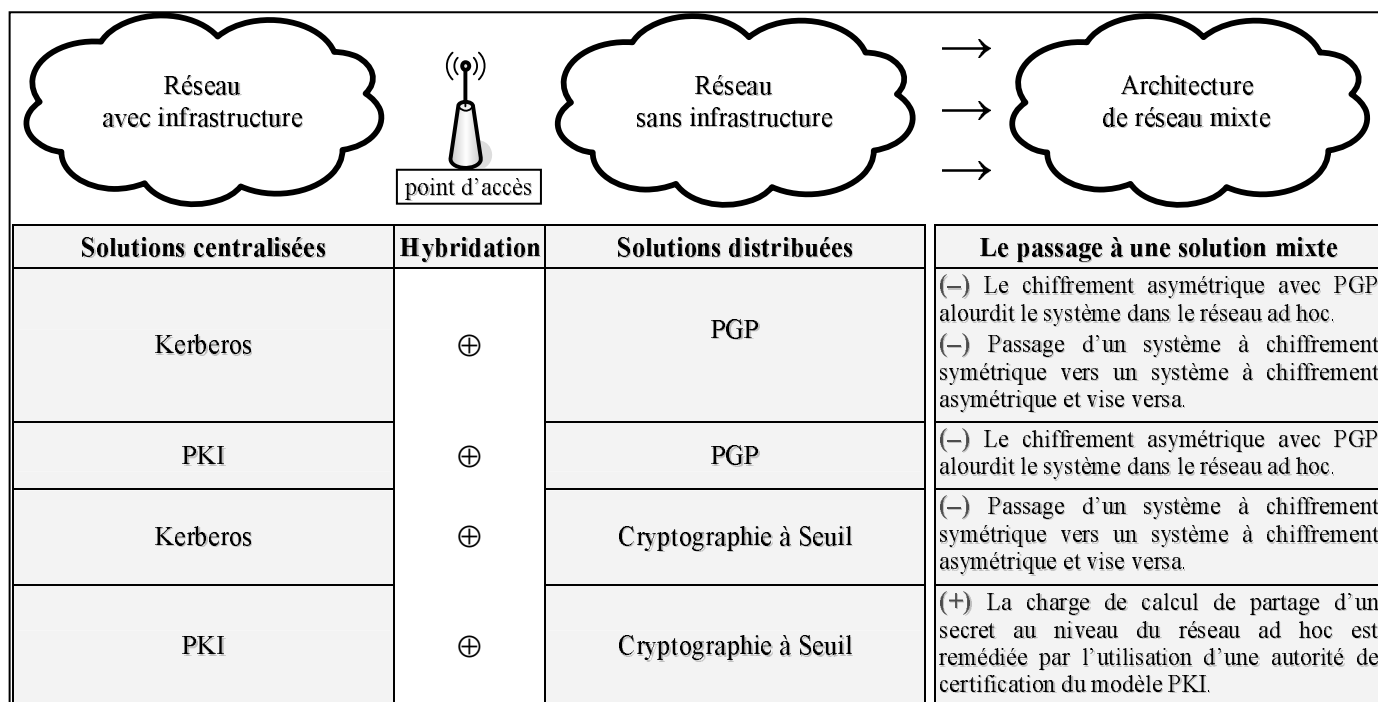 Réseau
avec infrastructure
point d'accès
Réseau
sans infrastructure
Architecture
de réseau mixte
Solutions centralisées
Hybridation
Solutions distribuées
Le passage à une solution mixte
Kerberos
⊕
PGP
(–) Le chiffrement asymétrique avec PGP
alourdit le système dans le réseau ad hoc.
(–) Passage d'un système à chiffrement
symétrique vers un système à chiffrement
asymétrique et vise versa.
PKI
⊕
PGP
(–) Le chiffrement asymétrique avec PGP
alourdit le système dans le réseau ad hoc.
Kerberos
⊕
Cryptographie à Seuil
(–) Passage d'un système à chiffrement
symétrique vers un système à chiffrement
asymétrique et vise versa.
PKI
⊕
Cryptographie à Seuil
(+) La charge de calcul de partage d'un
secret au niveau du réseau ad hoc est
remédiée par l'utilisation d'une autorité de
certification du modèle PKI.